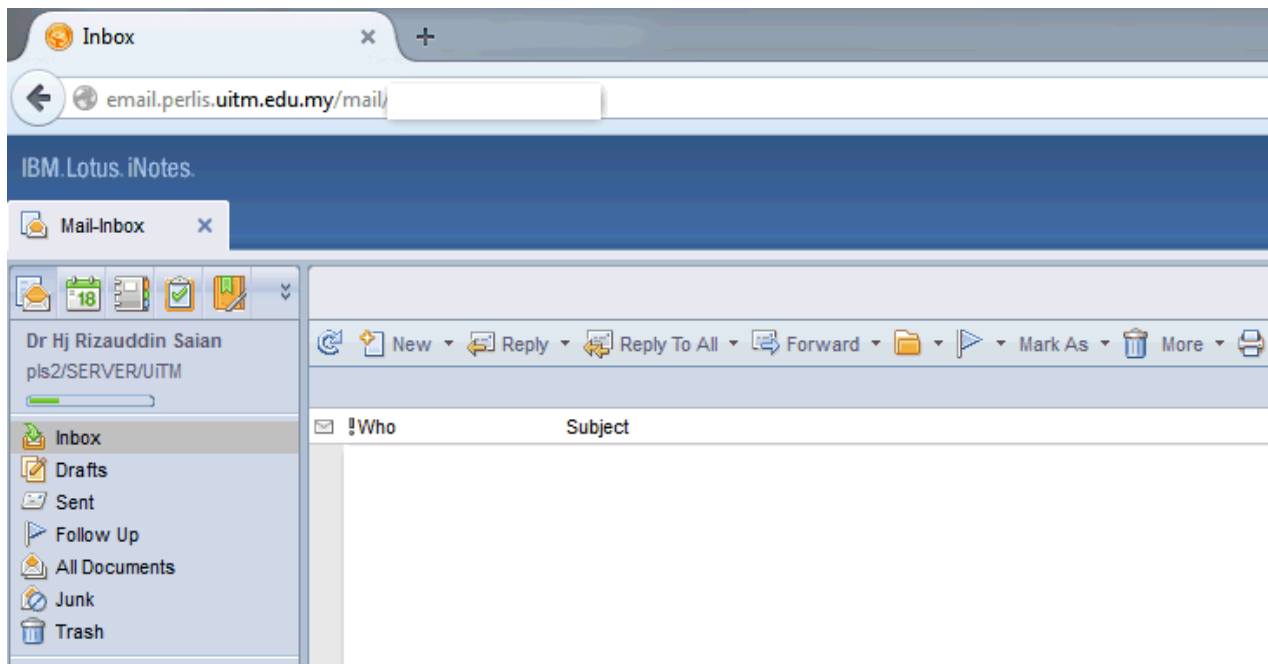 Inbox
email.perlis.uitm.edu.my/mail/
IBM.Lotus.iNotes.
Mail-Inbox
18
Dr Hj Rizauddin Saian
pls2/SERVER/UiTM
New Reply Reply To All Forward Mark As More
!Who Subject
Inbox
Drafts
Sent
Follow Up
All Documents
Junk
Trash